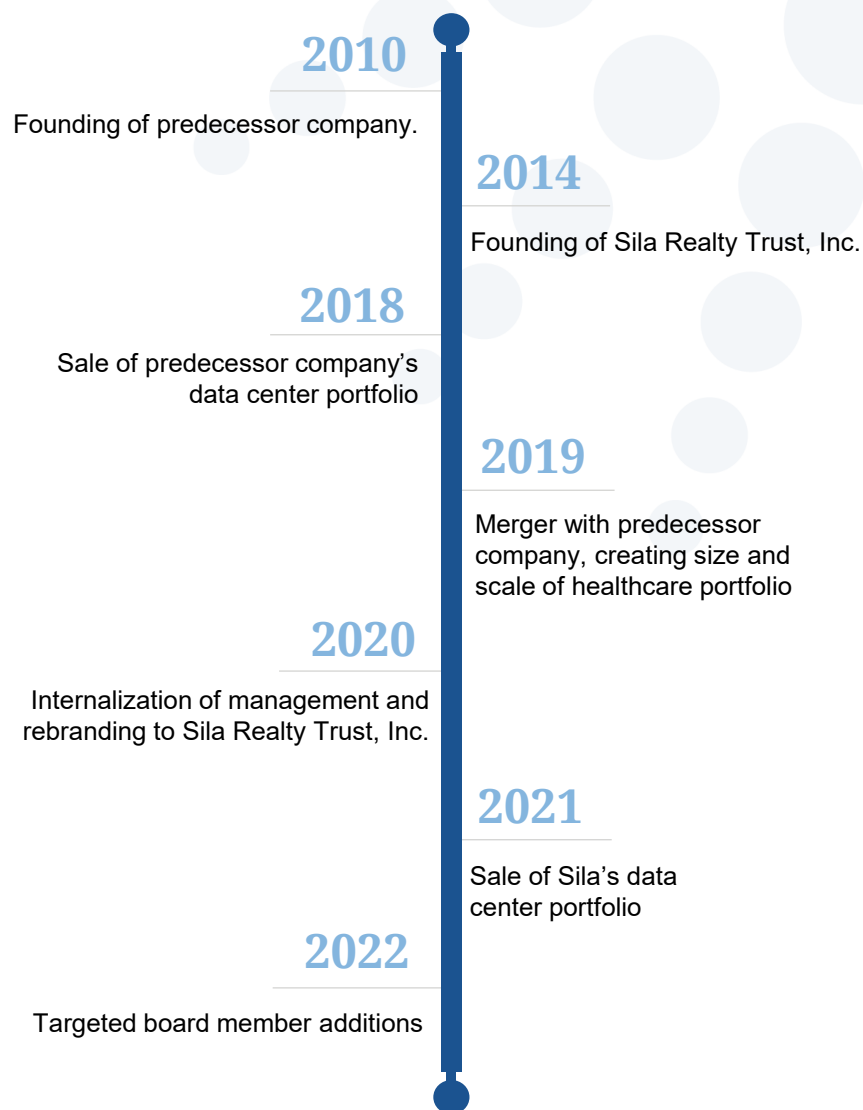 2010
Founding of predecessor company.
2014
Founding of Sila Realty Trust, Inc.
2018
Sale of predecessor company’s
data center portfolio
2019
Merger with predecessor
company, creating size and
scale of healthcare portfolio
2020
Internalization of management and
rebranding to Sila Realty Trust, Inc.
2021
Sale of Sila’s data
center portfolio
2022
Targeted board member additions